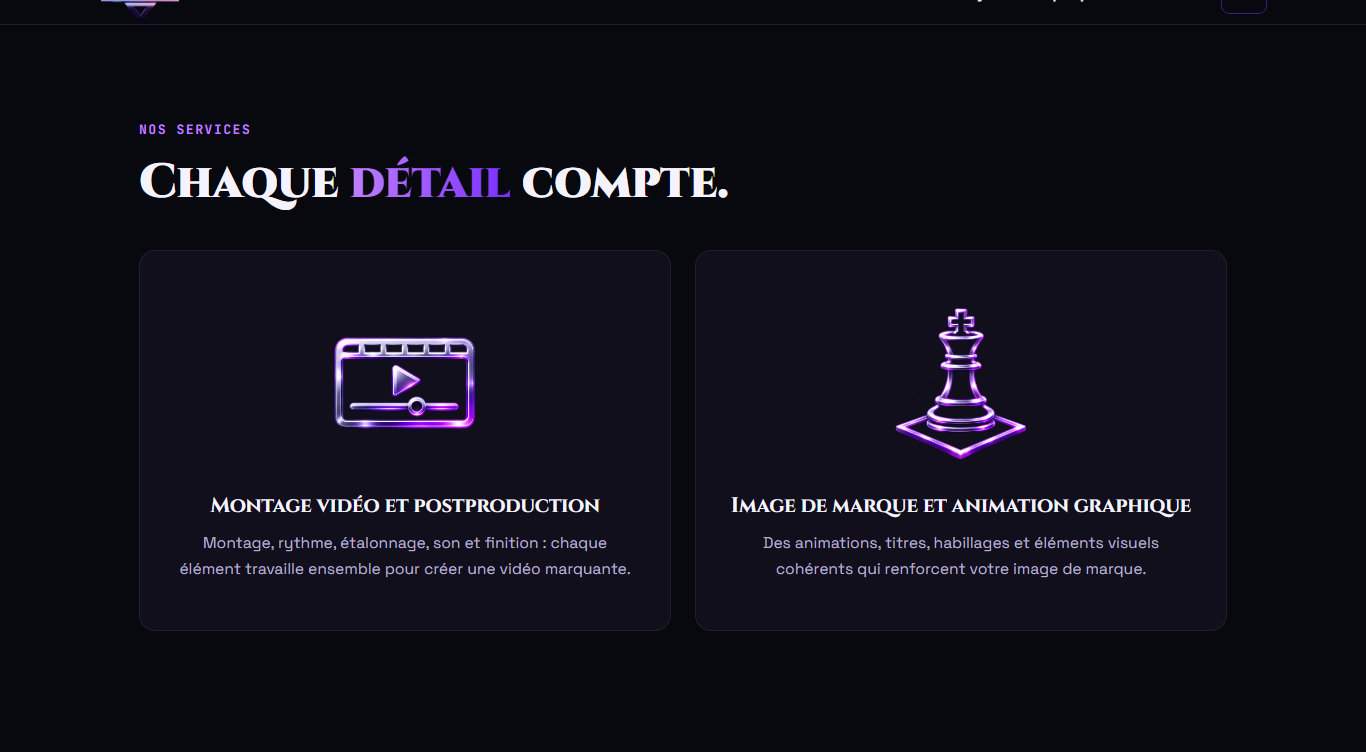 NOS SERVICES
Chaque détail compte.
Montage vidéo et postproduction
Montage, rythme, étalonnage, son et finition : chaque
élément travaille ensemble pour créer une vidéo marquante.
Image de marque et animation graphique
Des animations, titres, habillages et éléments visuels
cohérents qui renforcent votre image de marque.